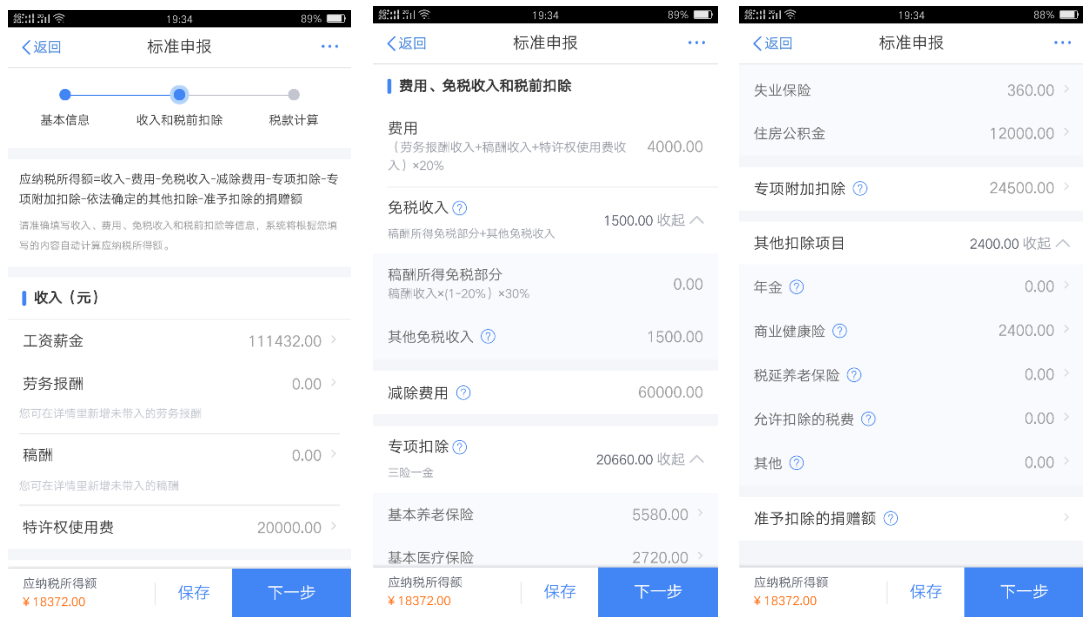 19:34
89%
返回
标准申报
基本信息
收入和税前扣除
税款计算
应纳税所得额=收入-费用-免税收入-减除费用-专项扣除-专
项附加扣除-依法确定的其他扣除-准予扣除的捐赠额
请准确填写收入、费用、免税收入和税前扣除等信息，系统将根据您填
写的内容自动计算应纳税所得额。
收入（元）
工资薪金 111432.00
劳务报酬 0.00
您可在详情里新增未带入的劳务报酬
稿酬 0.00
您可在详情里新增未带入的稿酬
特许权使用费 20000.00
应纳税所得额
¥18372.00
保存
下一步
19:34
89%
返回
标准申报
费用、免税收入和税前扣除
费用
（劳务报酬收入+稿酬收入+特许权使用费收 4000.00
入）×20%
免税收入 ? 1500.00 收起
稿酬所得免税部分+其他免税收入
稿酬所得免税部分 0.00
稿酬收入×(1-20%）×30%
其他免税收入 ? 1500.00
减除费用 ? 60000.00
专项扣除 ? 20660.00 收起
三险一金
基本养老保险 5580.00
基本医疗保险 2720.00
应纳税所得额
¥18372.00
保存
下一步
19:34
88%
返回
标准申报
失业保险 360.00
住房公积金 12000.00
专项附加扣除 ? 24500.00
其他扣除项目 2400.00 收起
年金 ? 0.00
商业健康险 ? 2400.00
税延养老保险 ? 0.00
允许扣除的税费 ? 0.00
其他 ? 0.00
准予扣除的捐赠额 ?
应纳税所得额
¥18372.00
保存
下一步